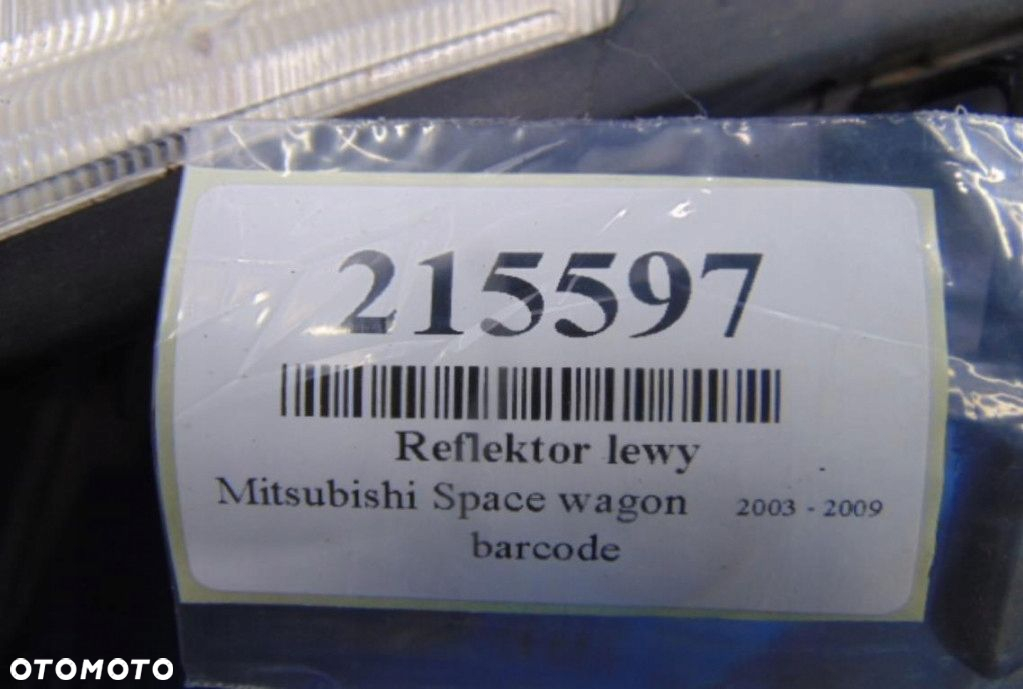 215597
Reflektor lewy
Mitsubishi Space wagon 2003 - 2009
barcode
OTOMOTO